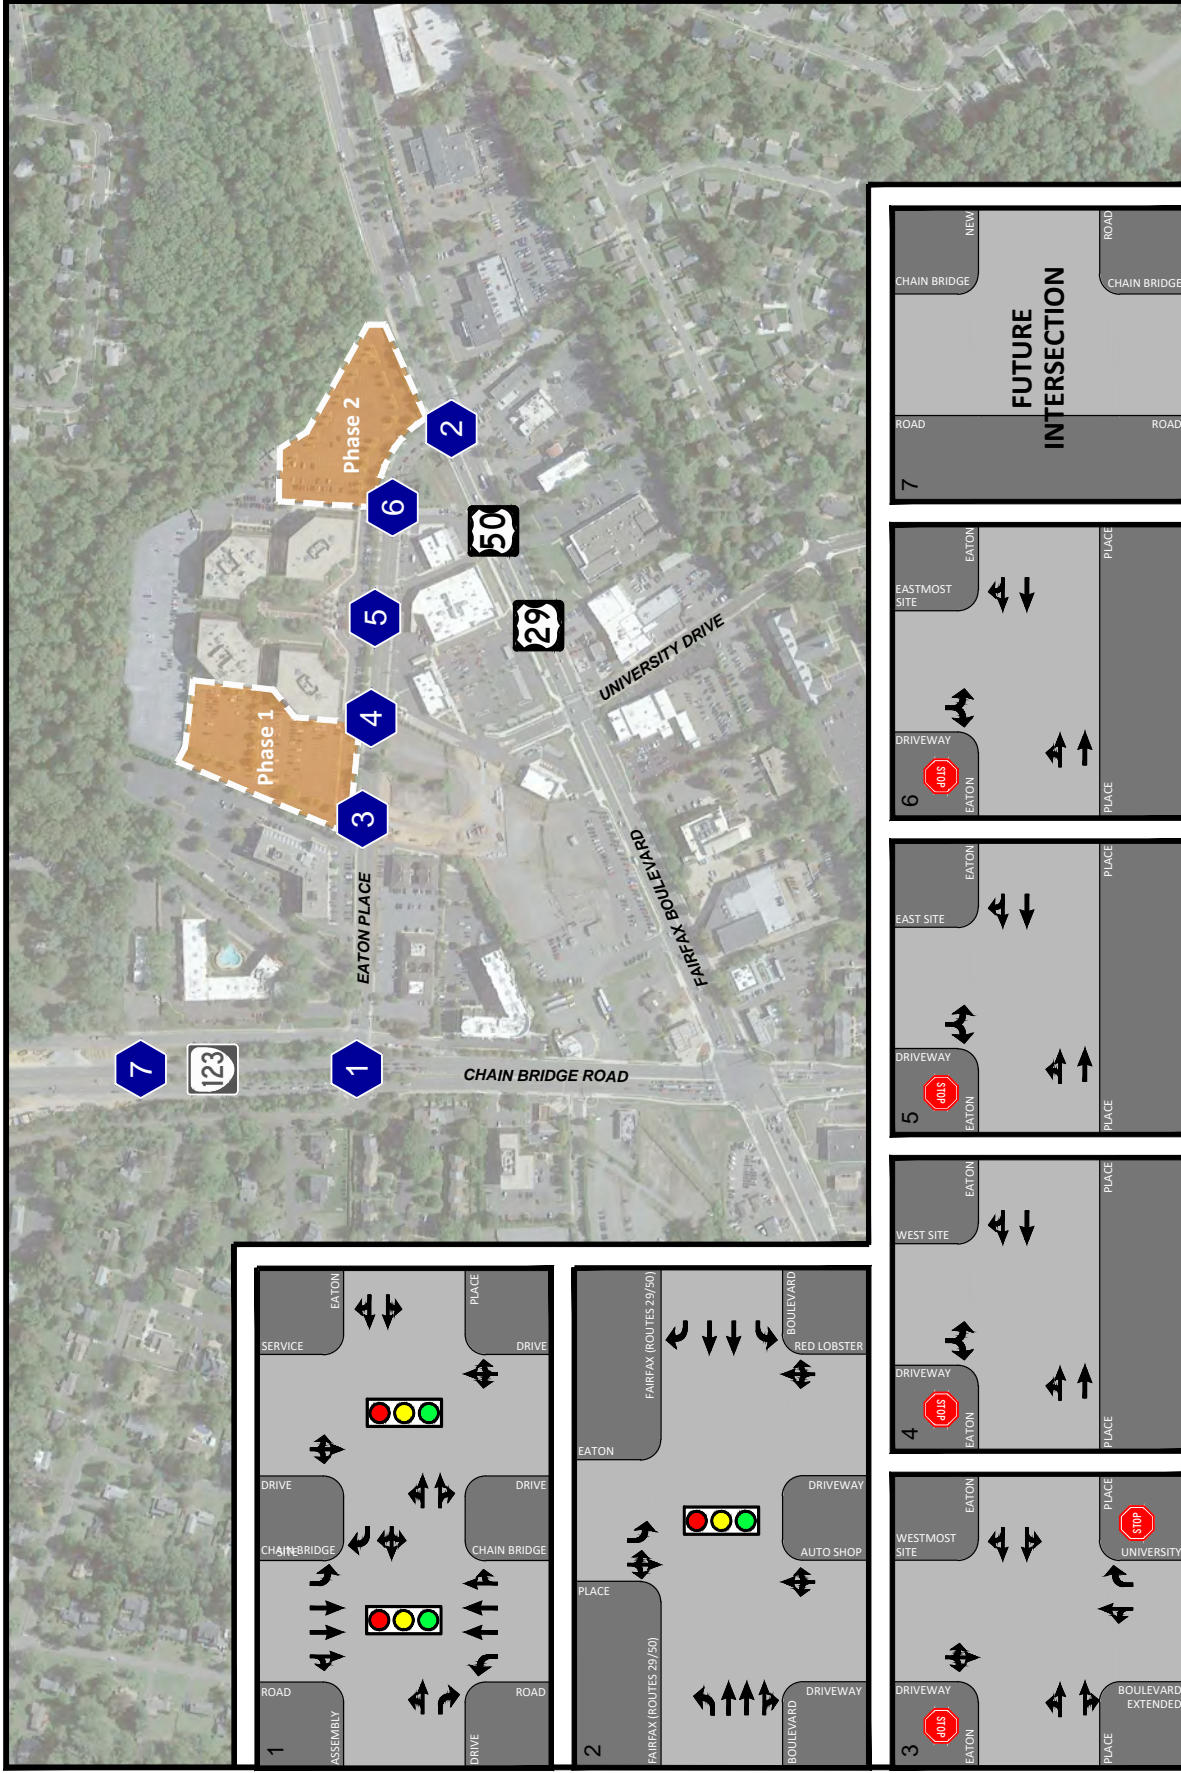 Phase 1
Phase 2
7
1
3
4
5
6
2
123
29
50
EATON PLACE
CHAIN BRIDGE ROAD
FAIRFAX BOULEVARD
UNIVERSITY DRIVE
1
SERVICE
EATON
PLACE
DRIVE
DRIVE
DRIVE
CHAIN BRIDGE
SITE
CHAIN BRIDGE
ROAD
ROAD
ASSEMBLY
DRIVE
2
FAIRFAX (ROUTES 29/50)
BOULEVARD
RED LOBSTER
EATON
DRIVEWAY
AUTO SHOP
PLACE
FAIRFAX (ROUTES 29/50)
DRIVEWAY
BOULEVARD
3
EATON
WESTMOST
SITE
PLACE
STOP
UNIVERSITY
DRIVEWAY
STOP
EATON
BOULEVARD
EXTENDED
PLACE
4
EATON
WEST SITE
PLACE
DRIVEWAY
STOP
EATON
PLACE
5
EATON
EAST SITE
PLACE
DRIVEWAY
STOP
EATON
PLACE
6
EATON
EASTMOST
SITE
PLACE
DRIVEWAY
STOP
EATON
PLACE
7
NEW
ROAD
CHAIN BRIDGE
CHAIN BRIDGE
FUTURE
INTERSECTION
ROAD
ROAD